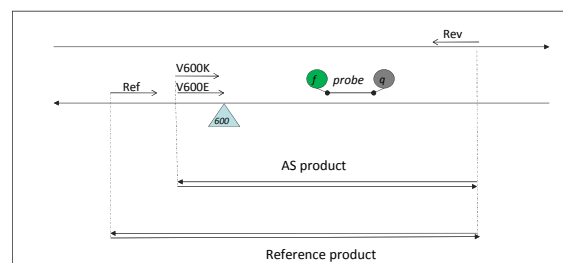 Rev
V600K
f probe q
Ref V600E
600
AS product
Reference product